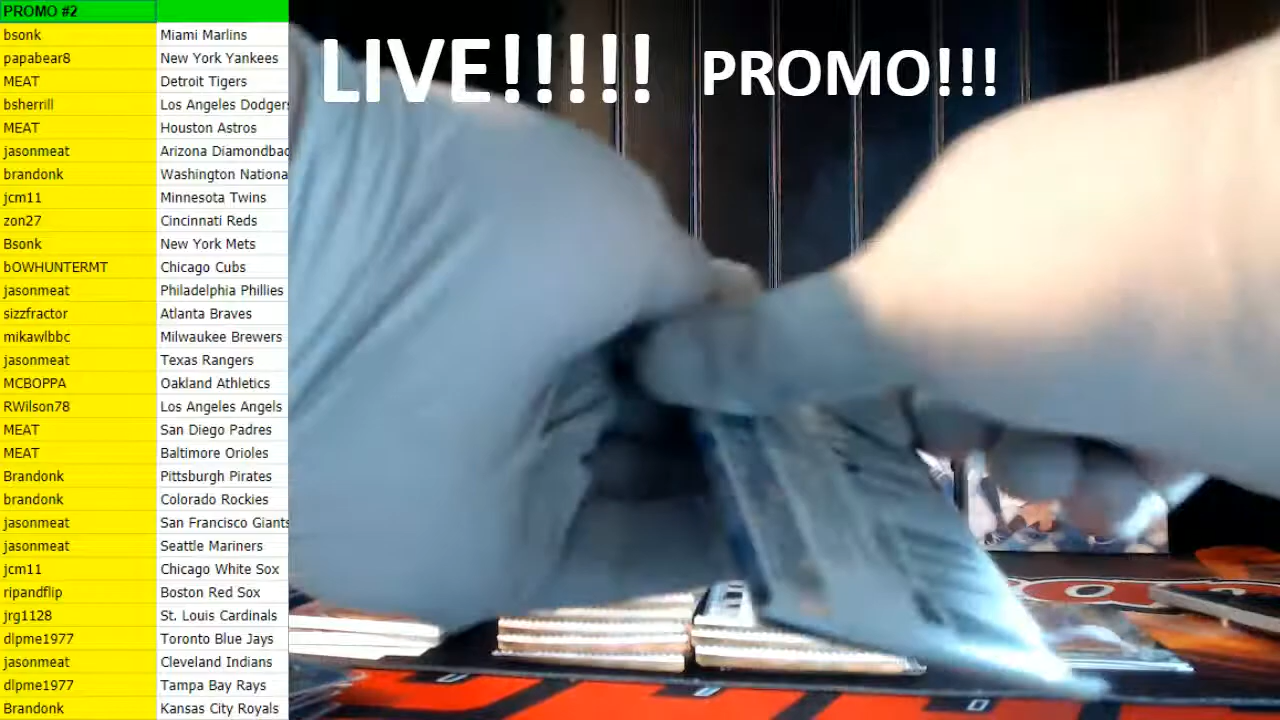 PROMO #2
bsonk Miami Marlins
papabear8 New York Yankees
MEAT Detroit Tigers
bsherrill Los Angeles Dodgers
MEAT Houston Astros
jasonmeat Arizona Diamondbac
brandonk Washington Nationa
jcm11 Minnesota Twins
zon27 Cincinnati Reds
Bsonk New York Mets
bOWHUNTERMT Chicago Cubs
jasonmeat Philadelphia Phillies
sizzfractor Atlanta Braves
mikawlbbc Milwaukee Brewers
jasonmeat Texas Rangers
MCBOPPA Oakland Athletics
RWilson78 Los Angeles Angels
MEAT San Diego Padres
MEAT Baltimore Orioles
Brandonk Pittsburgh Pirates
brandonk Colorado Rockies
jasonmeat San Francisco Giants
jasonmeat Seattle Mariners
jcm11 Chicago White Sox
ripandflip Boston Red Sox
jrg1128 St. Louis Cardinals
dlpme1977 Toronto Blue Jays
jasonmeat Cleveland Indians
dlpme1977 Tampa Bay Rays
Brandonk Kansas City Royals
LIVE!!!!! PROMO!!!